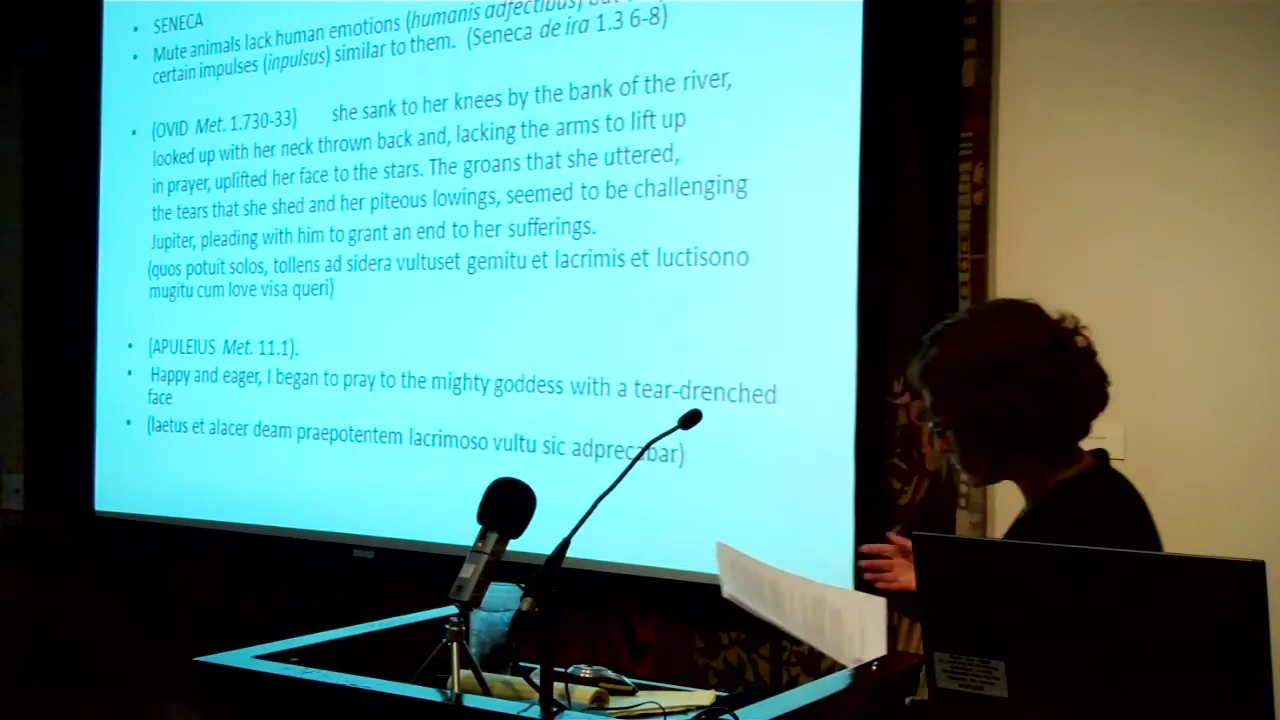 • SENECA
• Mute animals lack human emotions (humanis adfectibus)
certain impulses (inpulsus) similar to them. (Seneca de ira 1.3 6-8)
• (OVID Met. 1.730-33) she sank to her knees by the bank of the river,
looked up with her neck thrown back and, lacking the arms to lift up
in prayer, uplifted her face to the stars. The groans that she uttered,
the tears that she shed and her piteous lowings, seemed to be challenging
Jupiter, pleading with him to grant an end to her sufferings.
(quos potuit solos, tollens ad sidera vultuset gemitu et lacrimis et luctisono
mugitu cum Iove visa queri)
• (APULEIUS Met. 11.1).
• Happy and eager, I began to pray to the mighty goddess with a tear-drenched
face
• (laetus et alacer deam praepotentem lacrimoso vultu sic adprecabar)